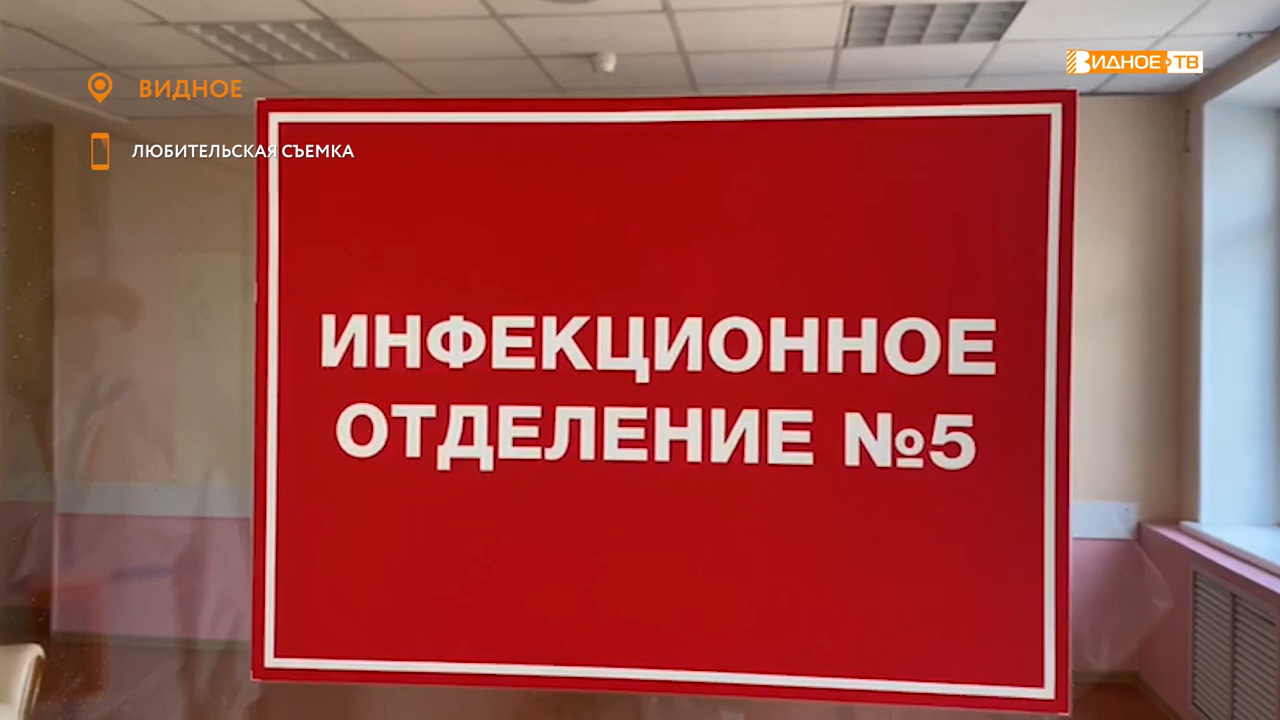 ВИДНОЕ
ВИДНОЕ ТВ
ЛЮБИТЕЛЬСКАЯ СЪЕМКА
ИНФЕКЦИОННОЕ
ОТДЕЛЕНИЕ №5